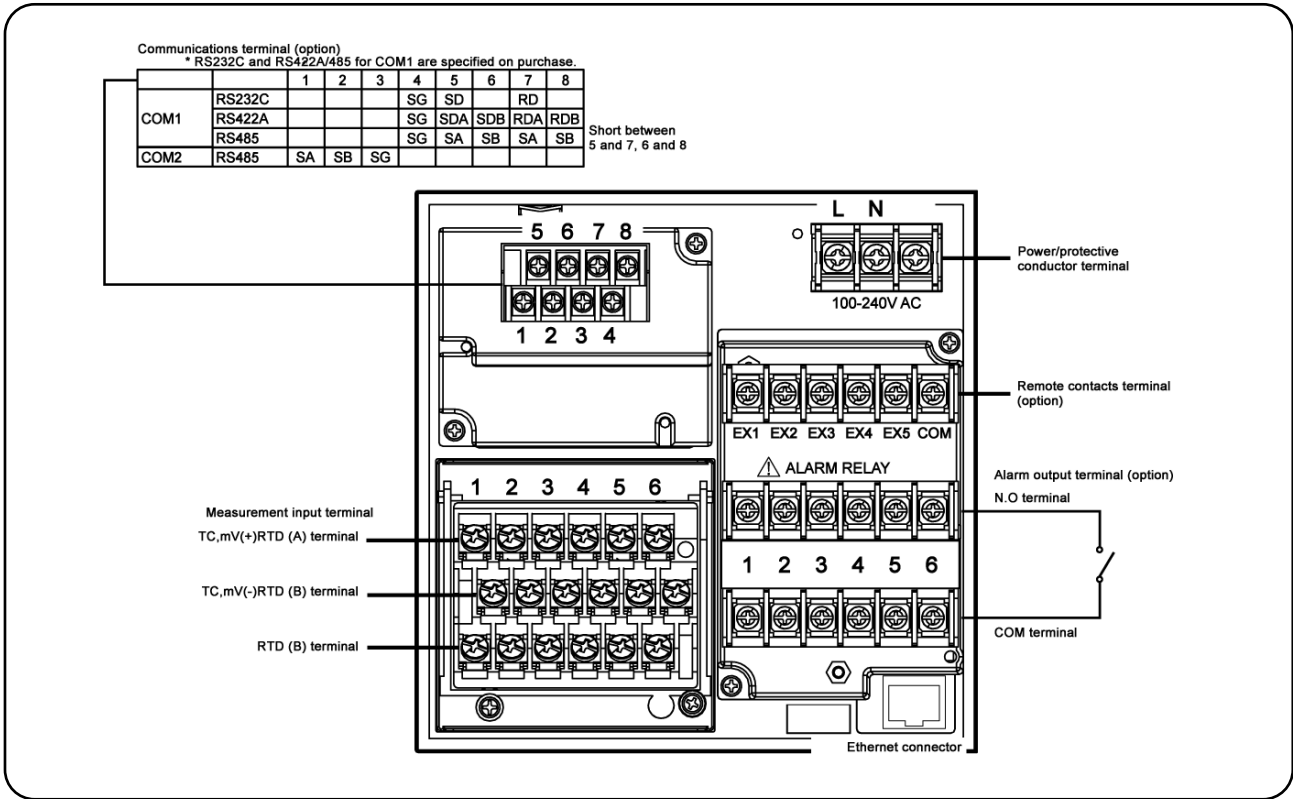 Communications terminal (option)
* RS232C and RS422A/485 for COM1 are specified on purchase.
1 2 3 4 5 6 7 8
COM1 RS232C SG SD RD
RS422A SG SDA SDB RDA RDB
RS485 SG SA SB SA SB
Short between
5 and 7, 6 and 8
COM2 RS485 SA SB SG
L N
5 6 7 8
1 2 3 4
100-240V AC
Power/protective
conductor terminal
EX1 EX2 EX3 EX4 EX5 COM
Remote contacts terminal
(option)
ALARM RELAY
Alarm output terminal (option)
N.O terminal
1 2 3 4 5 6
COM terminal
1 2 3 4 5 6
Measurement input terminal
TC,mV(+)RTD (A) terminal
TC,mV(-)RTD (B) terminal
RTD (B) terminal
Ethernet connector